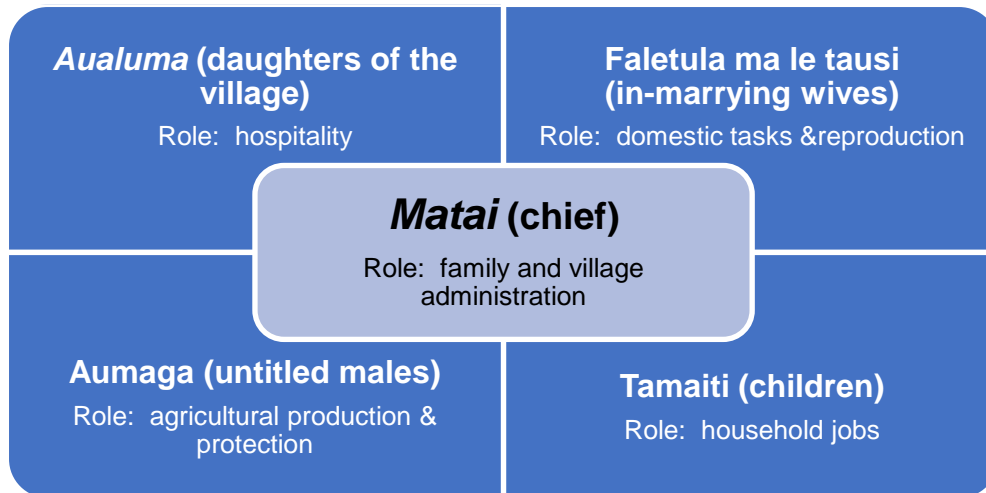 Aualuma (daughters of the
village)
Role: hospitality
Faletula ma le tausi
(in-marrying wives)
Role: domestic tasks &reproduction
Matai (chief)
Role: family and village
administration
Aumaga (untitled males)
Role: agricultural production &
protection
Tamaiti (children)
Role: household jobs